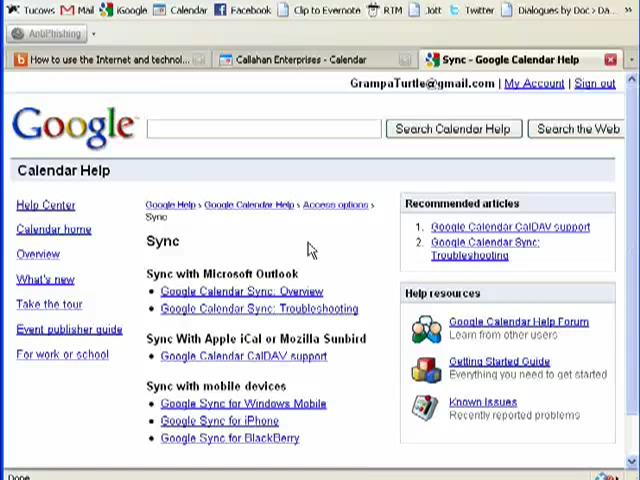 Tucows Mail iGoogle Calendar Facebook Clip to Evernote RTM Jott Twitter Dialogues by Doc > Da...
AntiPhishing
How to use the Internet and technol... Callahan Enterprises - Calendar Sync - Google Calendar Help
GrampaTurtle@gmail.com | My Account | Sign out
Google Search Calendar Help Search the Web
Calendar Help
Help Center
Calendar home
Overview
What's new
Take the tour
Event publisher guide
For work or school
Google Help › Google Calendar Help › Access options ›
Sync
Sync
Sync with Microsoft Outlook
• Google Calendar Sync: Overview
• Google Calendar Sync: Troubleshooting
Sync With Apple iCal or Mozilla Sunbird
• Google Calendar CalDAV support
Sync with mobile devices
• Google Sync for Windows Mobile
• Google Sync for iPhone
• Google Sync for BlackBerry
Recommended articles
1. Google Calendar CalDAV support
2. Google Calendar Sync:
Troubleshooting
Help resources
Google Calendar Help Forum
Learn from other users
Getting Started Guide
Everything you need to get started
Known Issues
Recently reported problems
Done